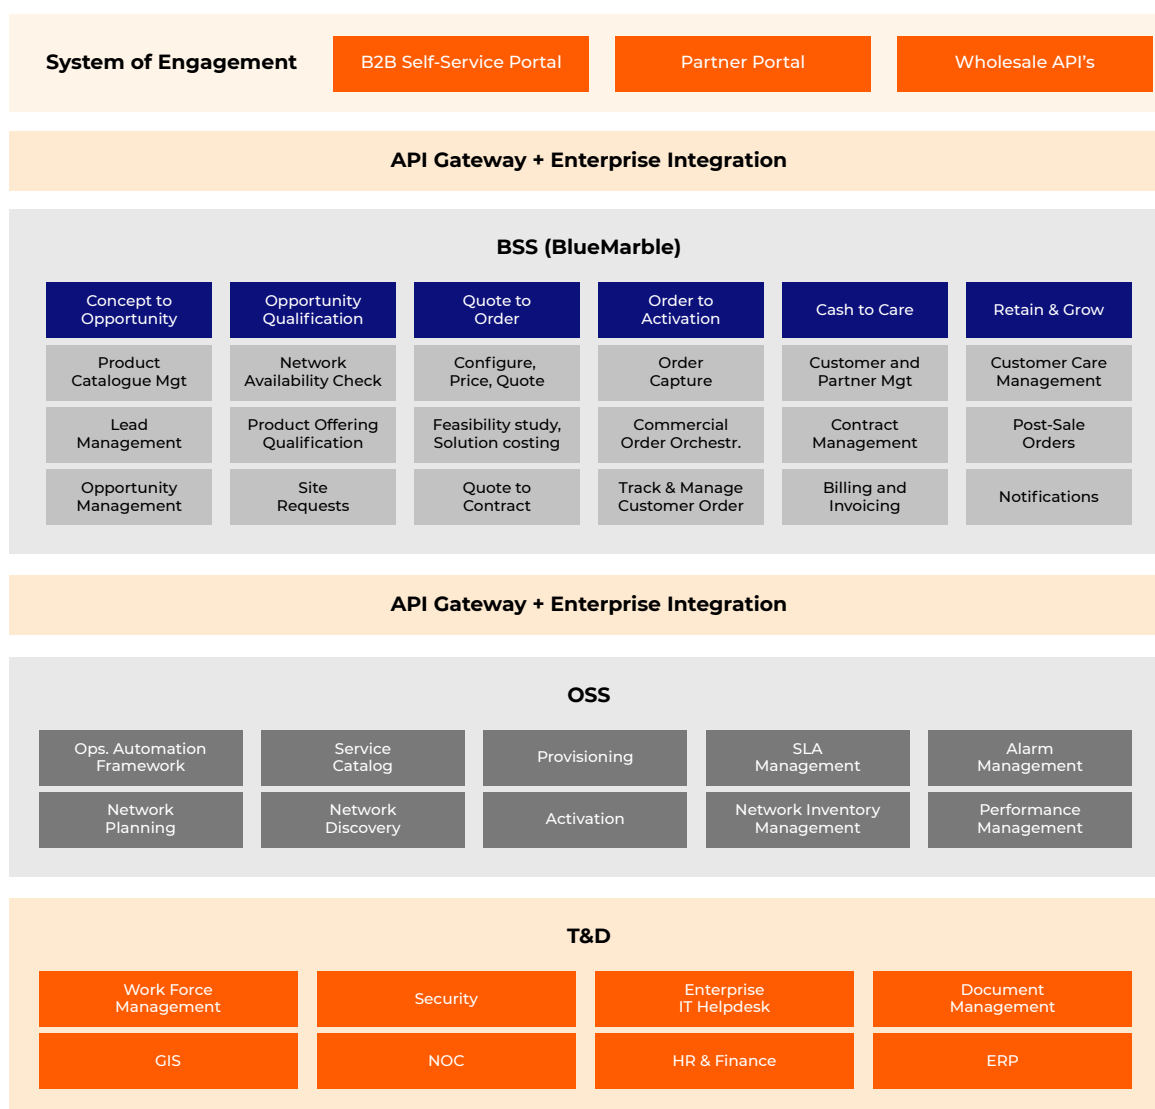 System of Engagement
B2B Self-Service Portal
Partner Portal
Wholesale API's
API Gateway + Enterprise Integration
BSS (BlueMarble)
Concept to
Opportunity
Opportunity
Qualification
Quote to
Order
Order to
Activation
Cash to Care
Retain & Grow
Product
Catalogue Mgt
Network
Availability Check
Configure,
Price, Quote
Order
Capture
Customer and
Partner Mgt
Customer Care
Management
Lead
Management
Product Offering
Qualification
Feasibility study,
Solution costing
Commercial
Order Orchestr.
Contract
Management
Post-Sale
Orders
Opportunity
Management
Site
Requests
Quote to
Contract
Track & Manage
Customer Order
Billing and
Invoicing
Notifications
API Gateway + Enterprise Integration
OSS
Ops. Automation
Framework
Service
Catalog
Provisioning
SLA
Management
Alarm
Management
Network
Planning
Network
Discovery
Activation
Network Inventory
Management
Performance
Management
T&D
Work Force
Management
Security
Enterprise
IT Helpdesk
Document
Management
GIS
NOC
HR & Finance
ERP